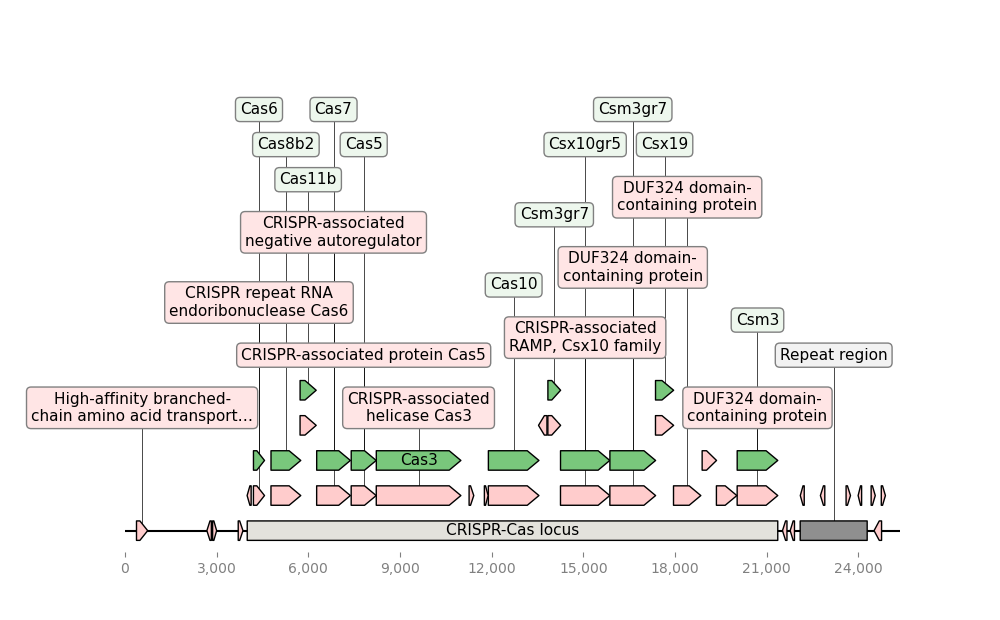 Cas6
Cas7
Csm3gr7
Cas8b2
Cas5
Csx10gr5
Csx19
Cas11b
DUF324 domain-
containing protein
Csm3gr7
CRISPR-associated
negative autoregulator
DUF324 domain-
containing protein
Cas10
CRISPR repeat RNA
endoribonuclease Cas6
Csm3
CRISPR-associated
RAMP, Csx10 family
CRISPR-associated protein Cas5
Repeat region
High-affinity branched-
chain amino acid transport...
CRISPR-associated
helicase Cas3
DUF324 domain-
containing protein
Cas3
CRISPR-Cas locus
0
3,000
6,000
9,000
12,000
15,000
18,000
21,000
24,000